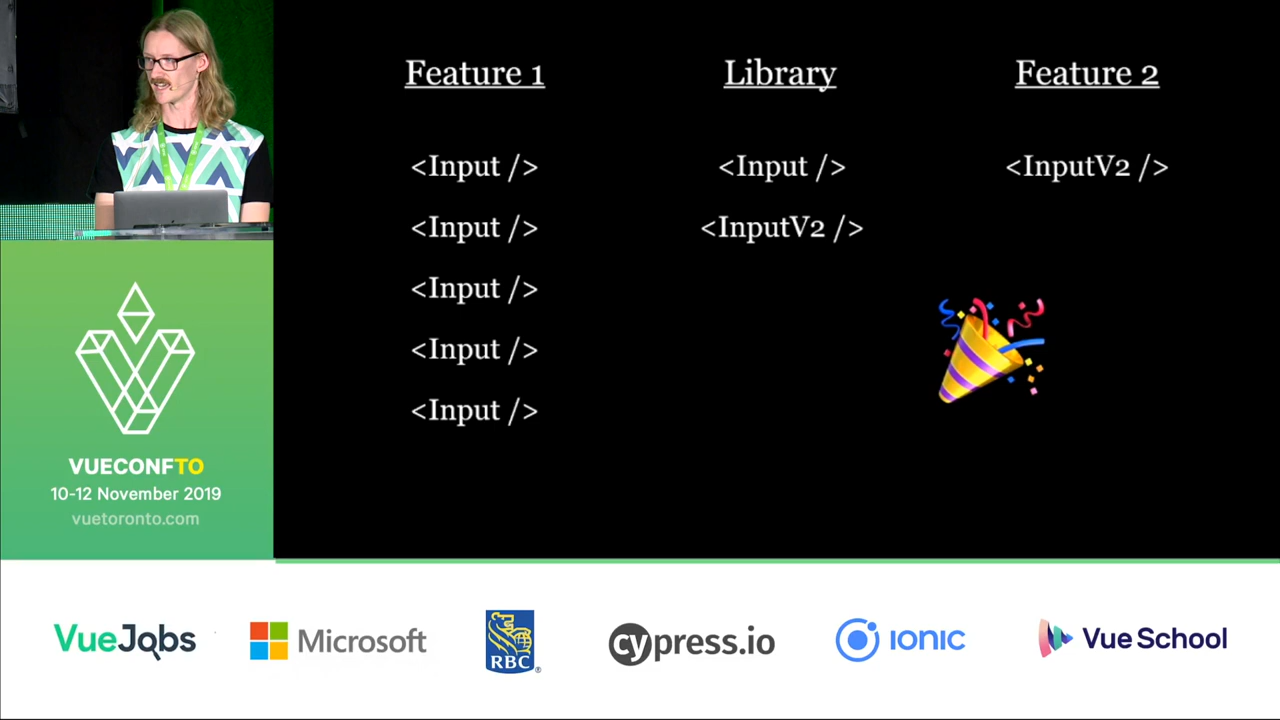 Feature 1
Library
Feature 2
<Input />
<Input />
<InputV2 />
<Input />
<InputV2 />
<Input />
<Input />
<Input />
VUECONFTO
10-12 November 2019
vuetoronto.com
VueJobs
Microsoft
RBC
cypress.io
IONIC
Vue School